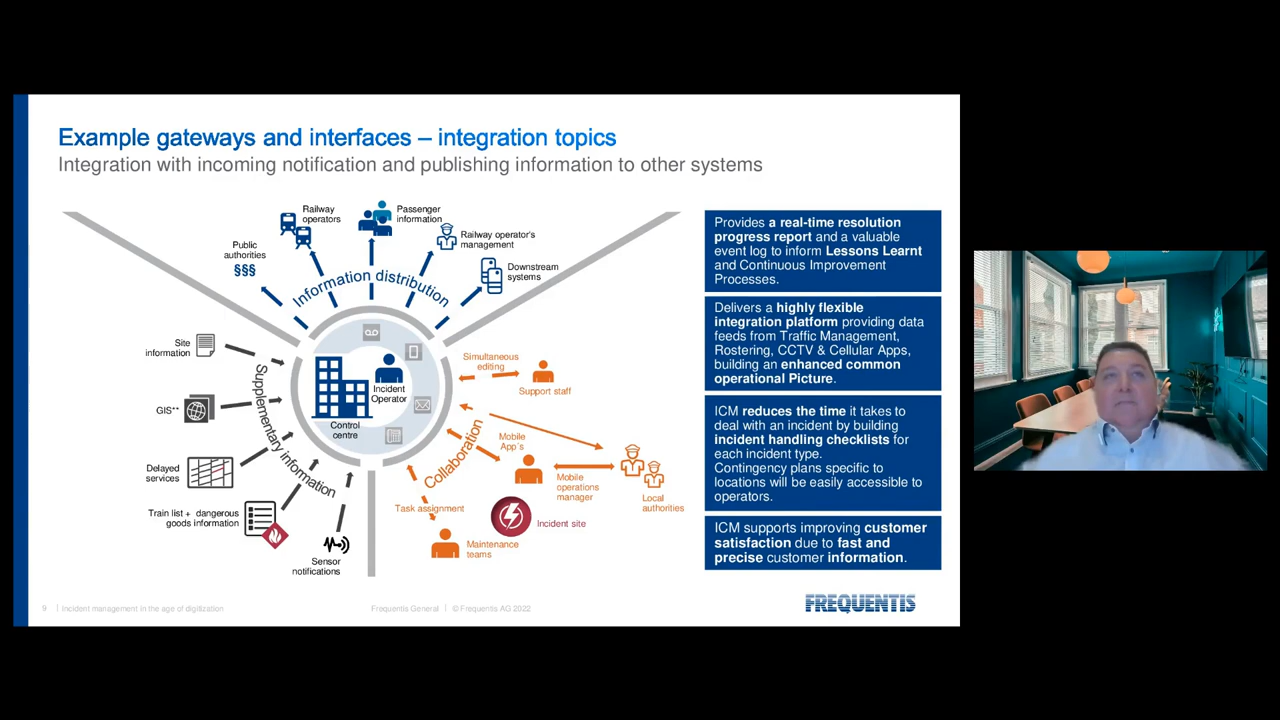 Example gateways and interfaces – integration topics
Integration with incoming notification and publishing information to other systems
Railway
operators
Passenger
information
Public
authorities
§§§
Railway operator's
management
Downstream
systems
Information distribution
Site
information
GIS**
Delayed
services
Train list + dangerous
goods information
Sensor
notifications
Supplementary information
Incident
Operator
Control
centre
Simultaneous
editing
Support staff
Collaboration
Mobile
App´s
Mobile
operations
manager
Local
authorities
Task assignment
Incident site
Maintenance
teams
Provides a real-time resolution
progress report and a valuable
event log to inform Lessons Learnt
and Continuous Improvement
Processes.
Delivers a highly flexible
integration platform providing data
feeds from Traffic Management,
Rostering, CCTV & Cellular Apps,
building an enhanced common
operational Picture.
ICM reduces the time it takes to
deal with an incident by building
incident handling checklists for
each incident type.
Contingency plans specific to
locations will be easily accessible to
operators.
ICM supports improving customer
satisfaction due to fast and
precise customer information.
9 | Incident management in the age of digitization
Frequentis General | © Frequentis AG 2022
FREQUENTIS